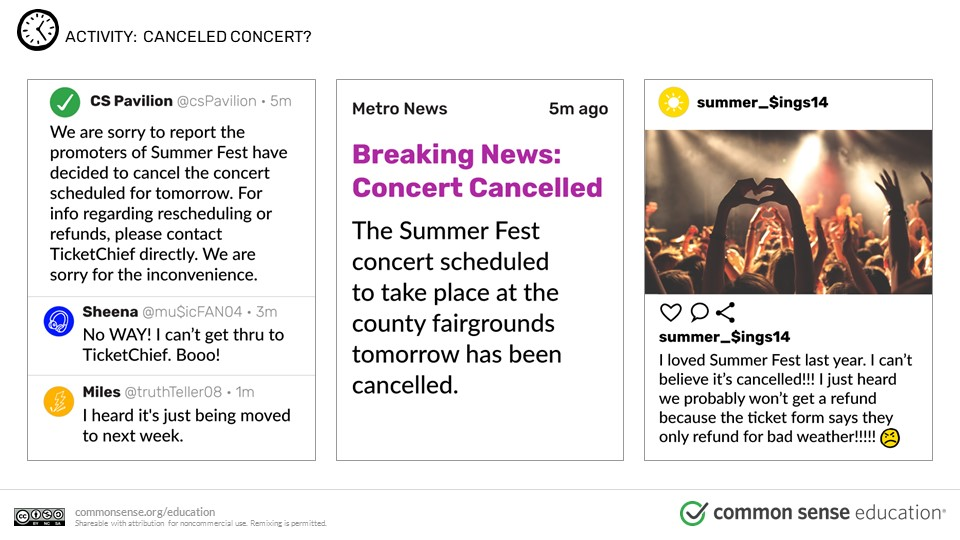 ACTIVITY: CANCELED CONCERT?
CS Pavilion @csPavilion • 5m
We are sorry to report the
promoters of Summer Fest have
decided to cancel the concert
scheduled for tomorrow. For
info regarding rescheduling or
refunds, please contact
TicketChief directly. We are
sorry for the inconvenience.
Sheena @mu$icFAN04 • 3m
No WAY! I can't get thru to
TicketChief. Booo!
Miles @truthTeller08 • 1m
I heard it's just being moved
to next week.
Metro News 5m ago
Breaking News:
Concert Cancelled
The Summer Fest
concert scheduled
to take place at the
county fairgrounds
tomorrow has been
cancelled.
summer_$ings14
summer_$ings14
I loved Summer Fest last year. I can't
believe it's cancelled!!! I just heard
we probably won't get a refund
because the ticket form says they
only refund for bad weather!!!!!
cc BY NC SA
commonsense.org/education
Shareable with attribution for noncommercial use. Remixing is permitted.
common sense education®